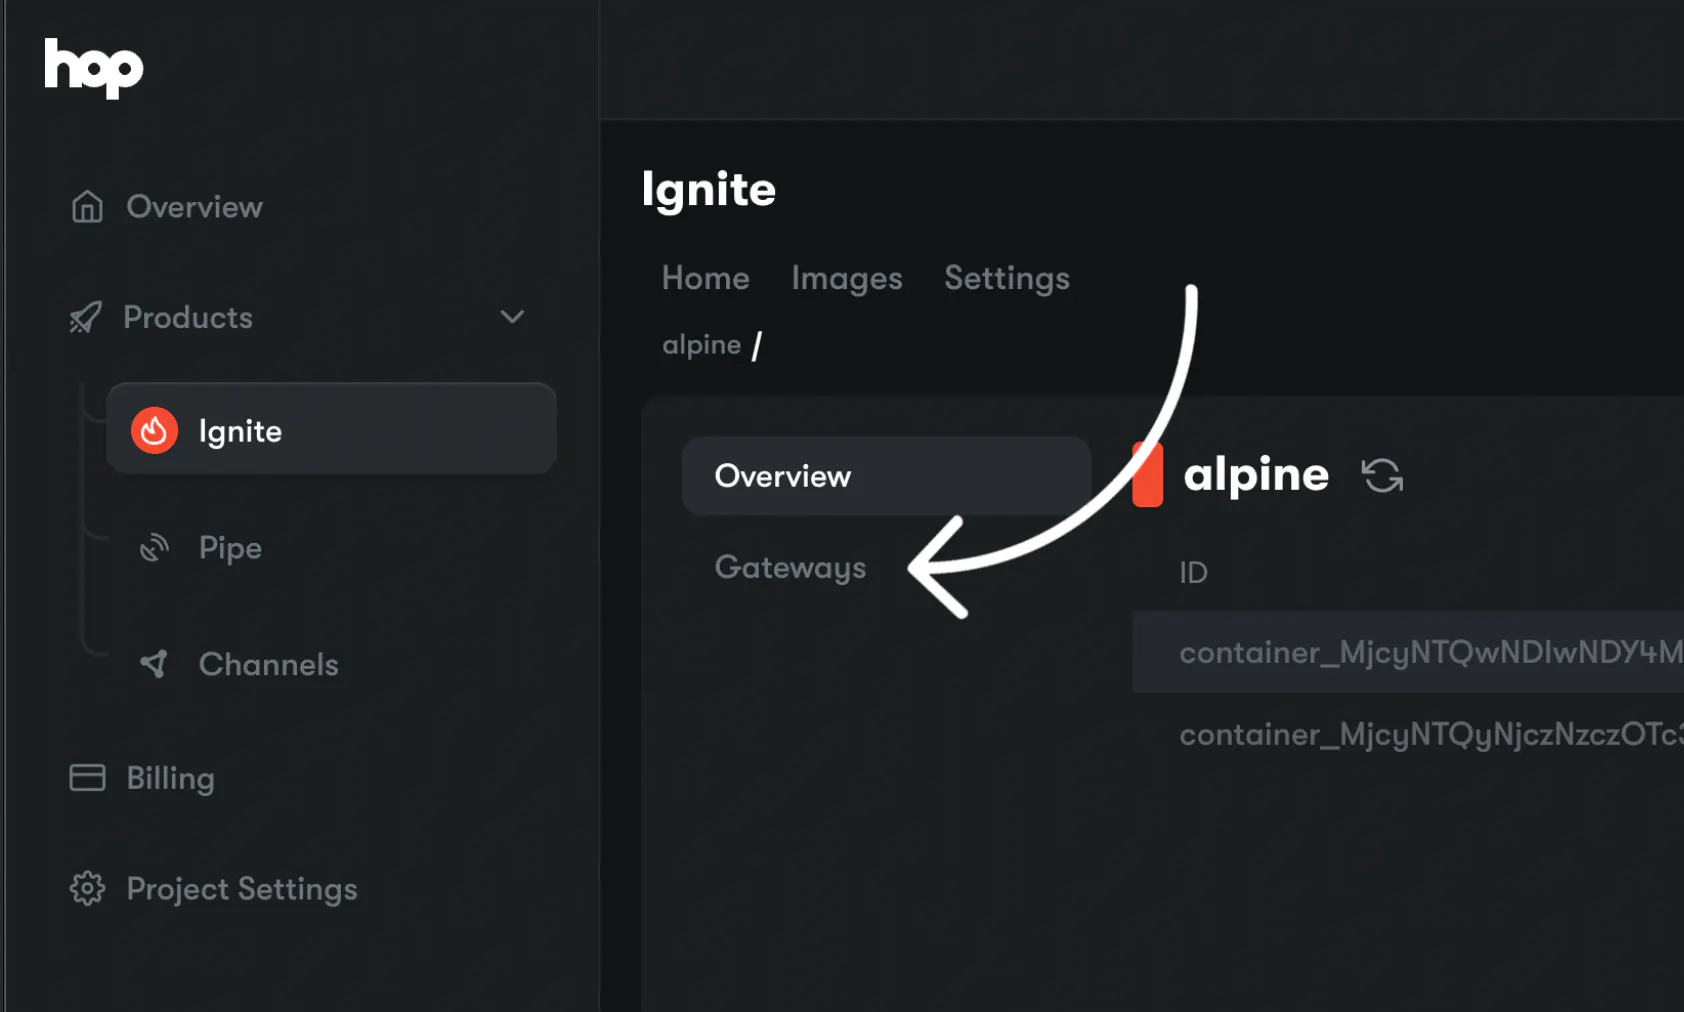 hop
Overview
Products
Ignite
Pipe
Channels
Billing
Project Settings
Ignite
Home Images Settings
alpine /
Overview
Gateways
alpine
ID
container_MjcyNTQwNDIwNDY4M
container_MjcyNTQyNjczNzczOTc3